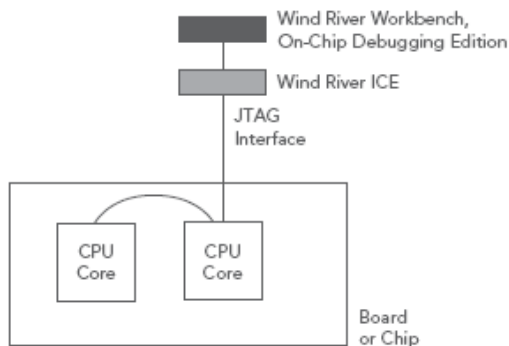 Wind River Workbench,
On-Chip Debugging Edition
Wind River ICE
JTAG
Interface
CPU
Core
CPU
Core
Board
or Chip